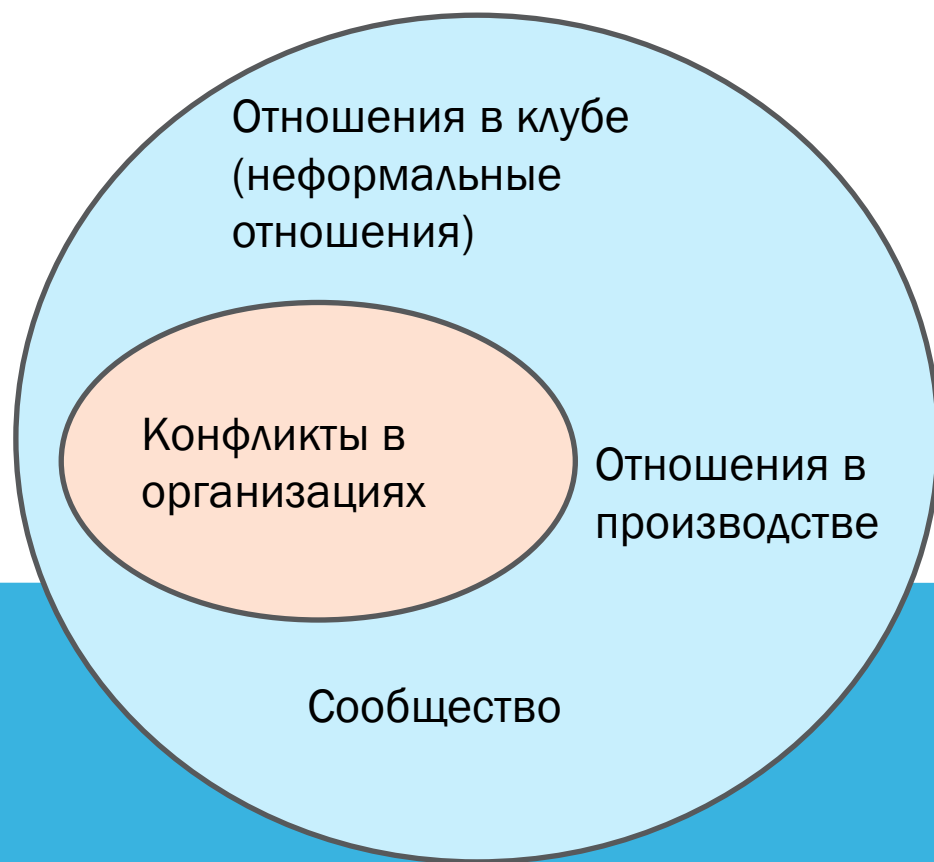 Отношения в клубе
(неформальные
отношения)
Конфликты в
организациях
Отношения в
производстве
Сообщество